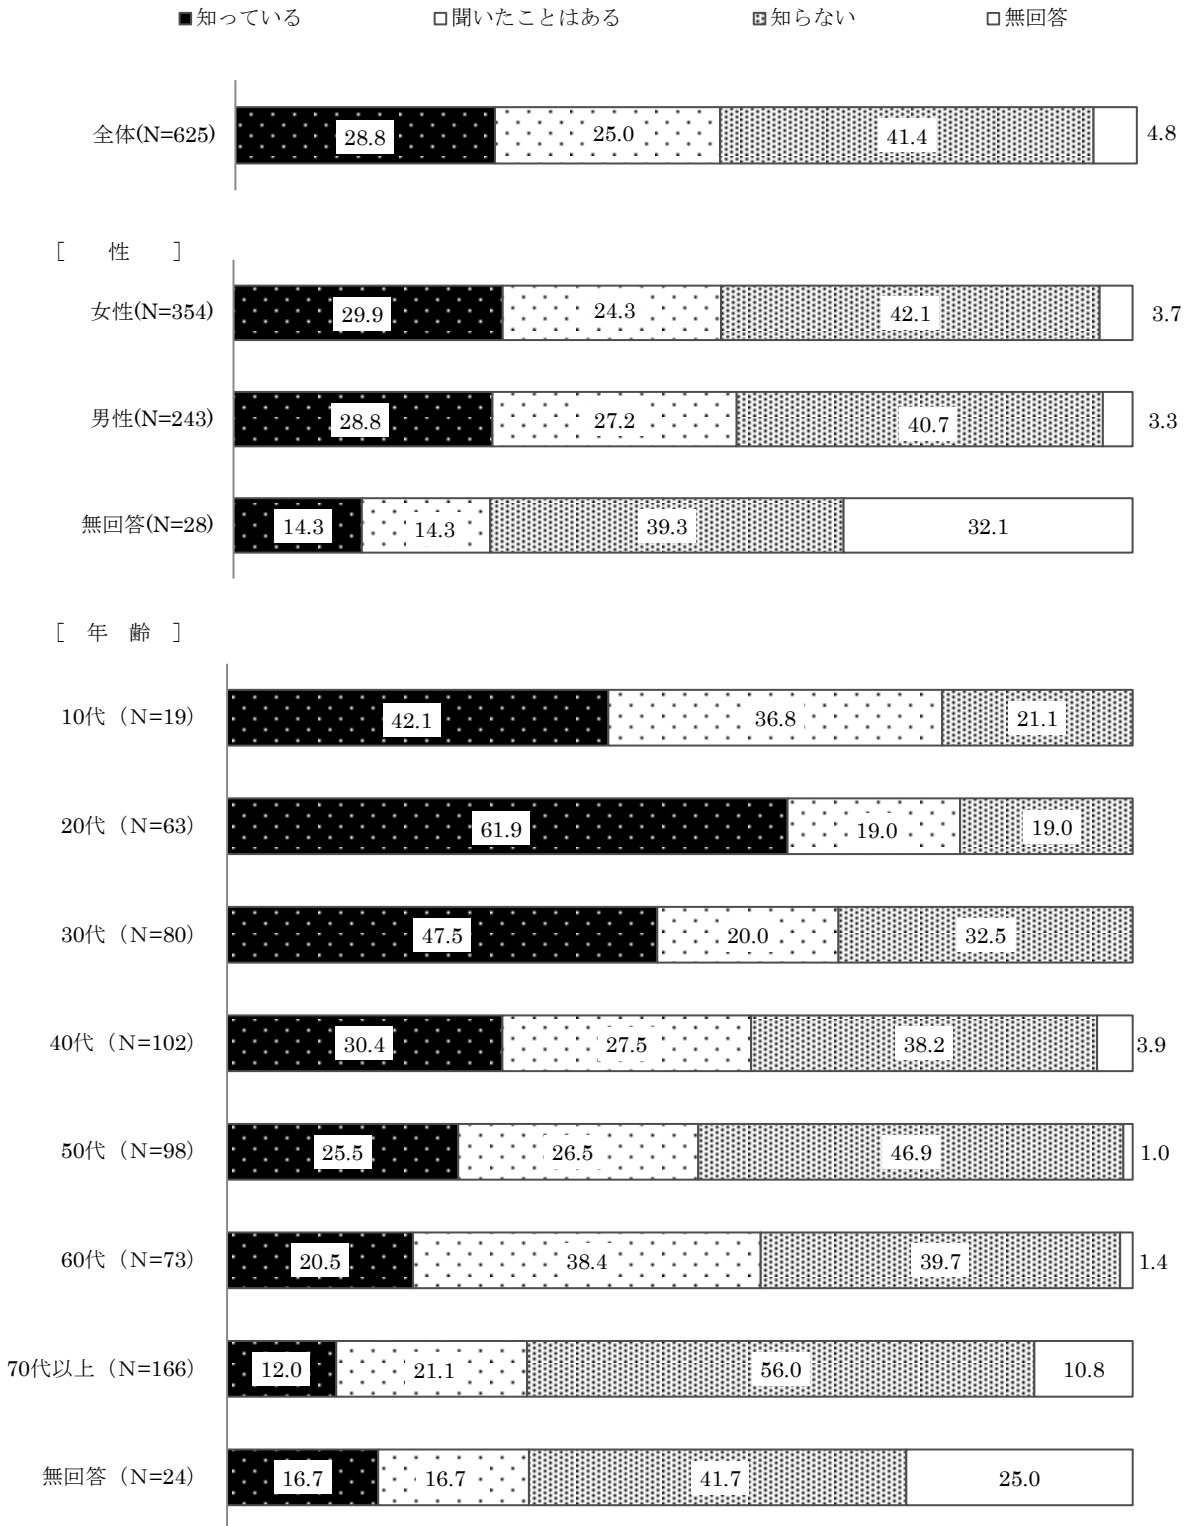 ■知っている □聞いたことはある ▩知らない □無回答
全体(N=625) 28.8 25.0 41.4 4.8
［　性　］
女性(N=354) 29.9 24.3 42.1 3.7
男性(N=243) 28.8 27.2 40.7 3.3
無回答(N=28) 14.3 14.3 39.3 32.1
［　年　齢　］
10代（N=19） 42.1 36.8 21.1
20代（N=63） 61.9 19.0 19.0
30代（N=80） 47.5 20.0 32.5
40代（N=102） 30.4 27.5 38.2 3.9
50代（N=98） 25.5 26.5 46.9 1.0
60代（N=73） 20.5 38.4 39.7 1.4
70代以上（N=166） 12.0 21.1 56.0 10.8
無回答（N=24） 16.7 16.7 41.7 25.0